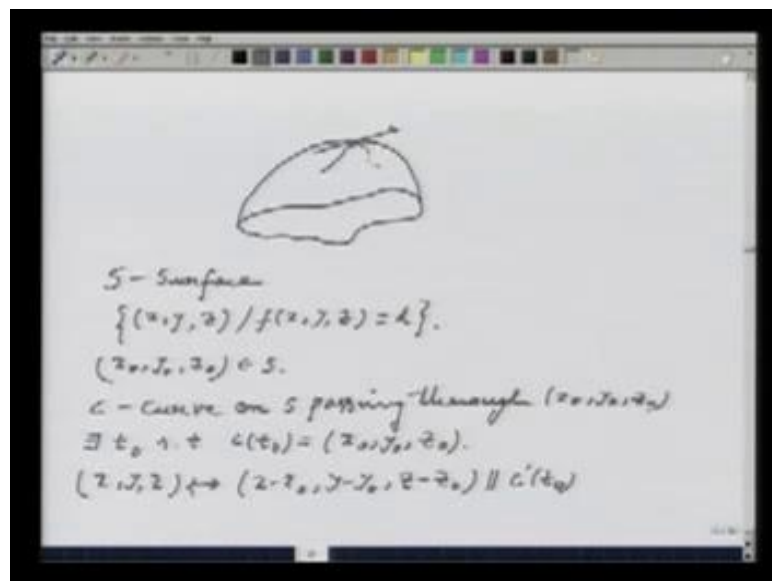 S - Surface
{(x,y,z) / f(x,y,z) = k}.
(x₀,y₀,z₀) ∈ S.
C - curve on S passing through (x₀,y₀,z₀)
∃ t₀ s.t C(t₀) = (x₀,y₀,z₀).
(x,y,z) ↔ (x-x₀, y-y₀, z-z₀) || C'(t₀)